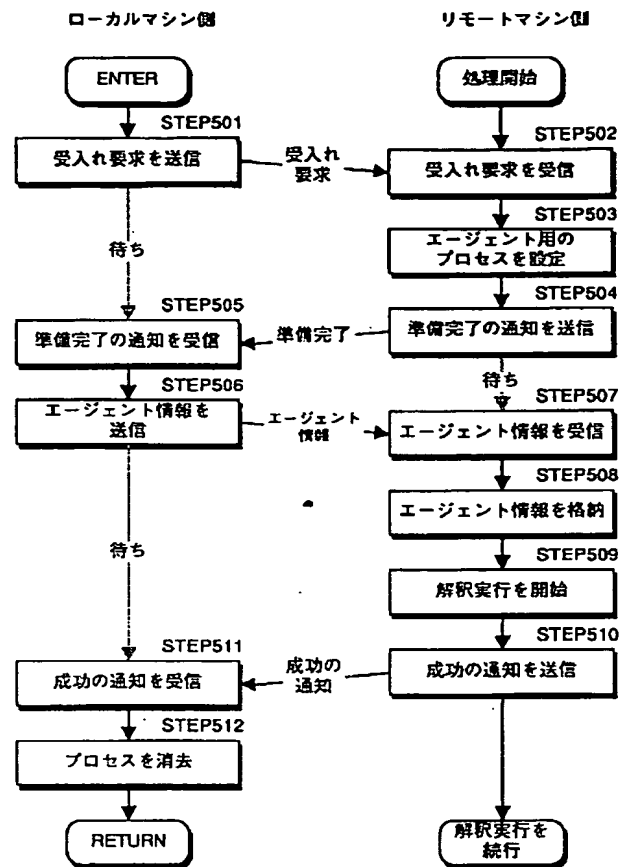 ローカルマシン側
リモートマシン側
ENTER
処理開始
STEP501
受入れ要求を送信
受入れ
要求
STEP502
受入れ要求を受信
STEP503
エージェント用の
プロセスを設定
待ち
STEP504
準備完了の通知を送信
準備完了
STEP505
準備完了の通知を受信
STEP506
エージェント情報を
送信
エージェント
情報
待ち
STEP507
エージェント情報を受信
STEP508
エージェント情報を格納
待ち
STEP509
解釈実行を開始
STEP510
成功の通知を送信
成功の
通知
STEP511
成功の通知を受信
STEP512
プロセスを消去
RETURN
解釈実行を
続行